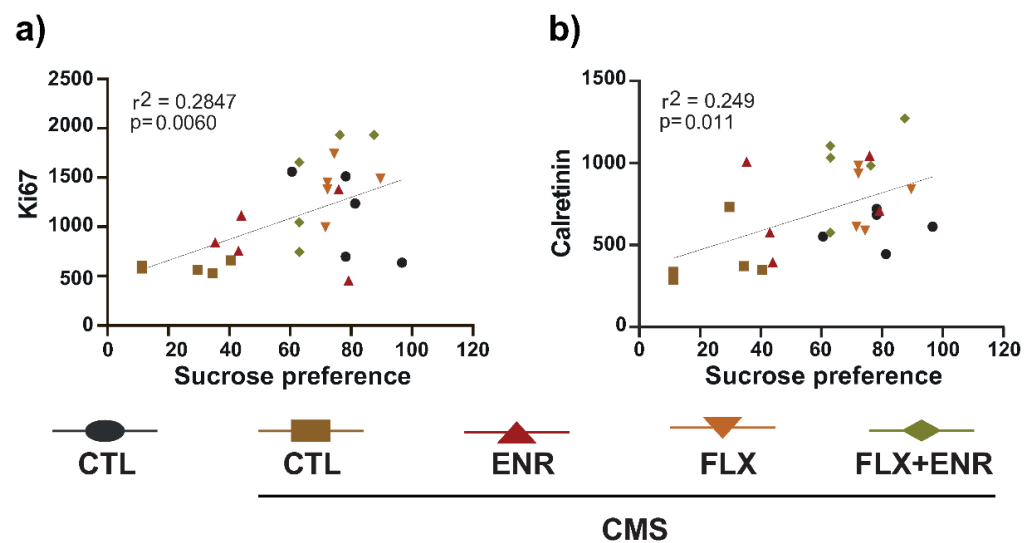 a)
2500
2000
1500
1000
500
0
Ki67
r2 = 0.2847
p=0.0060
0 20 40 60 80 100 120
Sucrose preference
b)
1500
1000
500
0
Calretinin
r2 = 0.249
p=0.011
0 20 40 60 80 100 120
Sucrose preference
CTL CTL ENR FLX FLX+ENR
CMS